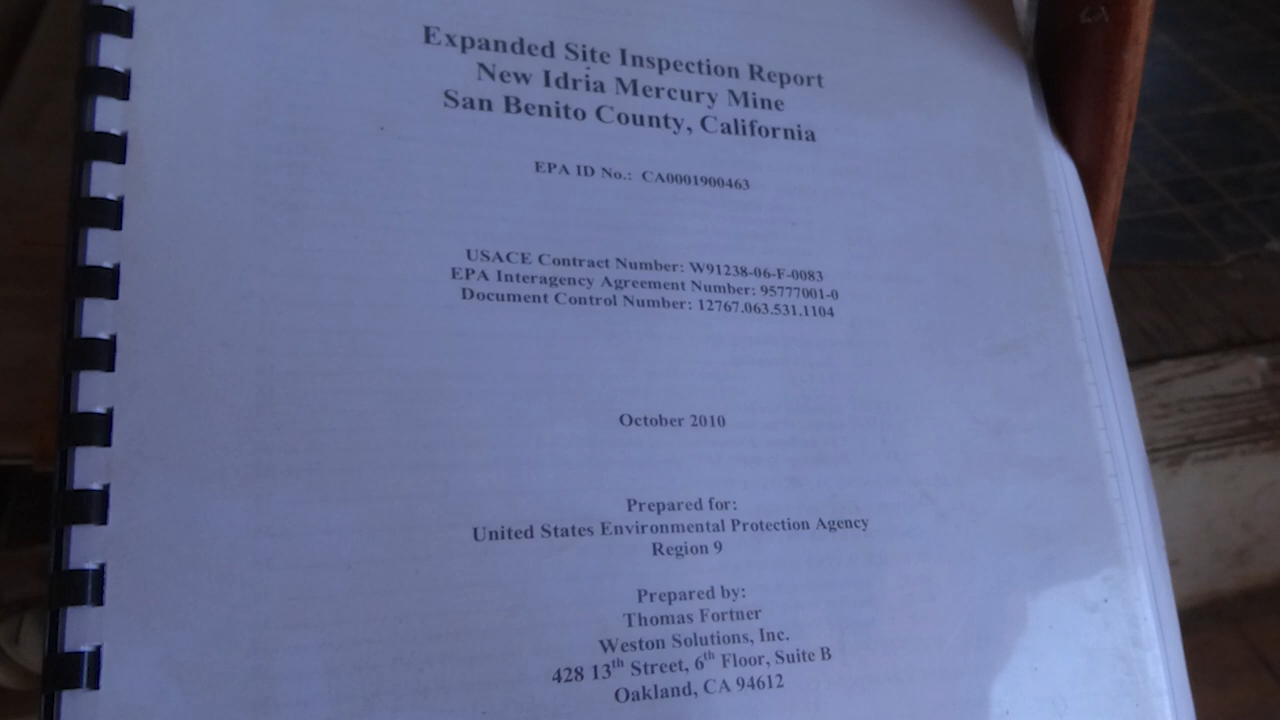 Expanded Site Inspection Report
New Idria Mercury Mine
San Benito County, California
EPA ID No.: CA0001900463
USACE Contract Number: W91238-06-F-0083
EPA Interagency Agreement Number: 95777001-0
Document Control Number: 12767.063.531.1104
October 2010
Prepared for:
United States Environmental Protection Agency
Region 9
Prepared by:
Thomas Fortner
Weston Solutions, Inc.
428 13th Street, 6th Floor, Suite B
Oakland, CA 94612